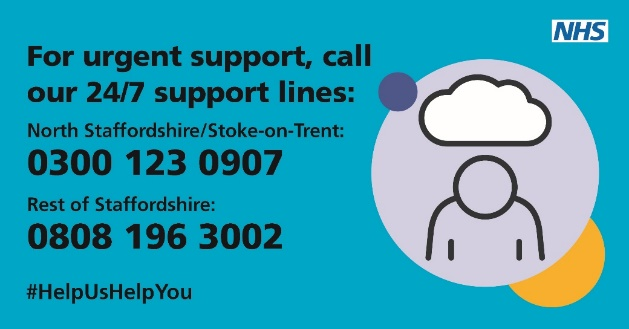 NHS
For urgent support, call
our 24/7 support lines:
North Staffordshire/Stoke-on-Trent:
0300 123 0907
Rest of Staffordshire:
0808 196 3002
#HelpUsHelpYou